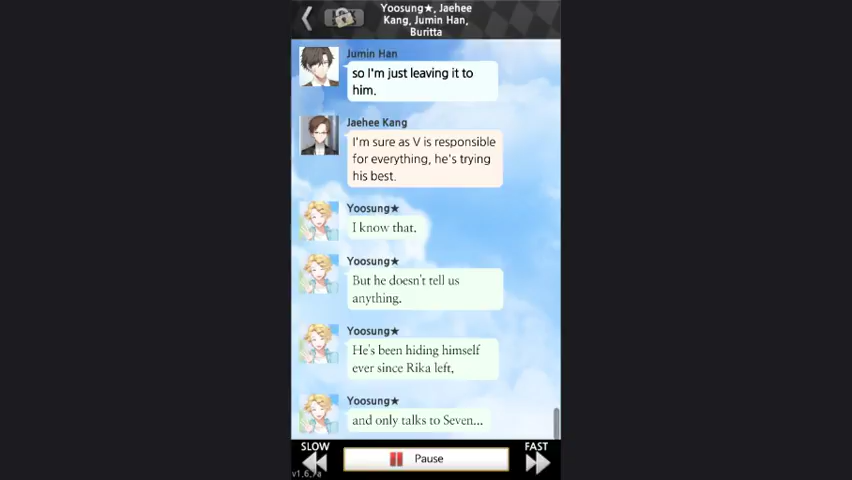 Yoosung★, Jaehee
Kang, Jumin Han,
Buritta
Jumin Han
so I'm just leaving it to
him.
Jaehee Kang
I'm sure as V is responsible
for everything, he's trying
his best.
Yoosung★
I know that.
Yoosung★
But he doesn't tell us
anything.
Yoosung★
He's been hiding himself
ever since Rika left,
Yoosung★
and only talks to Seven...
SLOW
Pause
FAST